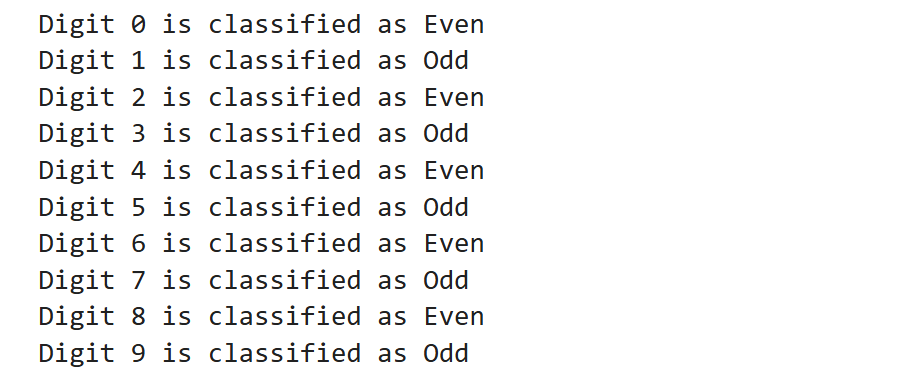 Digit 0 is classified as Even
Digit 1 is classified as Odd
Digit 2 is classified as Even
Digit 3 is classified as Odd
Digit 4 is classified as Even
Digit 5 is classified as Odd
Digit 6 is classified as Even
Digit 7 is classified as Odd
Digit 8 is classified as Even
Digit 9 is classified as Odd